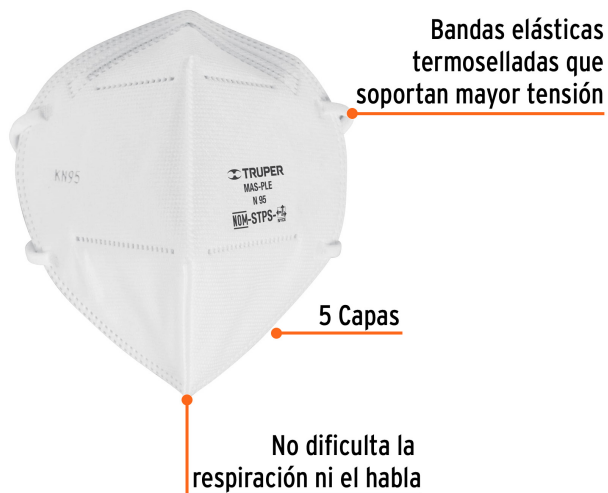 Bandas elásticas
termoselladas que
soportan mayor tensión
KN95
TRUPER
MAS-PLE
N 95
NOM-STPS-
5 Capas
No dificulta la
respiración ni el habla